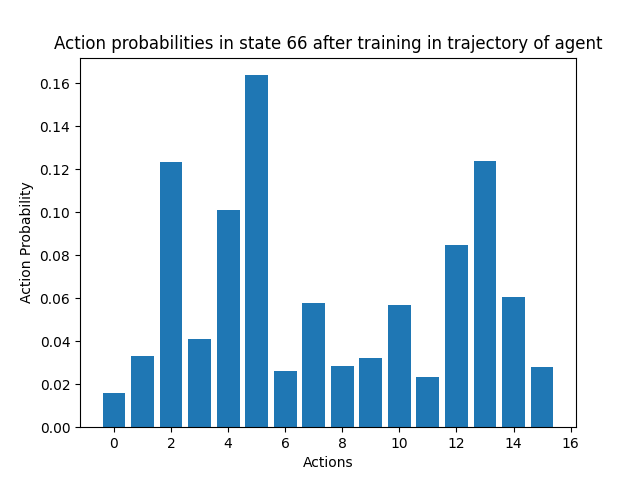 Action probabilities in state 66 after training in trajectory of agent
0.16
0.14
0.12
0.10
0.08
0.06
0.04
0.02
0.00
Action Probability
0 2 4 6 8 10 12 14 16
Actions